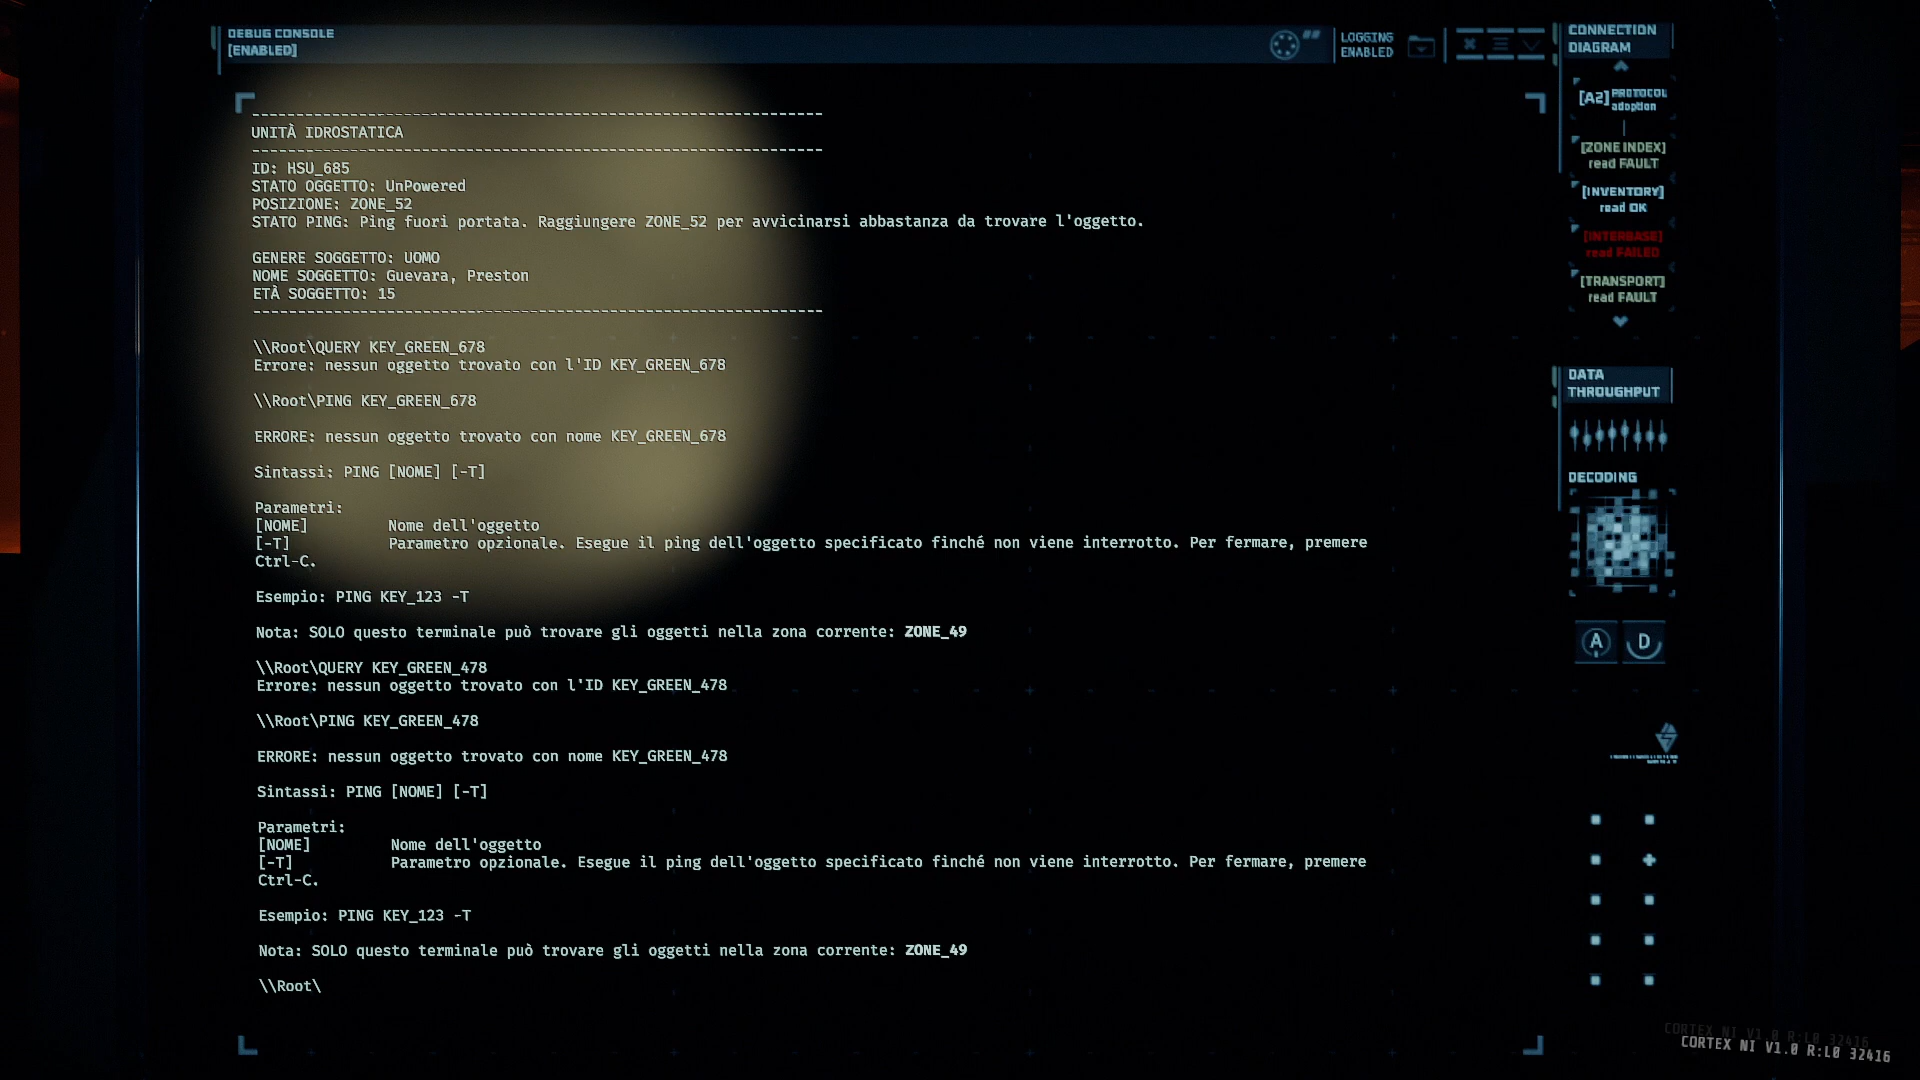 DEBUG CONSOLE
[ENABLED]
LOGGING
ENABLED
------------------------------------------------------------------
UNITÀ IDROSTATICA
------------------------------------------------------------------
ID: HSU_685
STATO OGGETTO: UnPowered
POSIZIONE: ZONE_52
STATO PING: Ping fuori portata. Raggiungere ZONE_52 per avvicinarsi abbastanza da trovare l'oggetto.
GENERE SOGGETTO: UOMO
NOME SOGGETTO: Guevara, Preston
ETÀ SOGGETTO: 15
------------------------------------------------------------------
\\Root\QUERY KEY_GREEN_678
Errore: nessun oggetto trovato con l'ID KEY_GREEN_678
\\Root\PING KEY_GREEN_678
ERRORE: nessun oggetto trovato con nome KEY_GREEN_678
Sintassi: PING [NOME] [-T]
Parametri:
[NOME] Nome dell'oggetto
[-T] Parametro opzionale. Esegue il ping dell'oggetto specificato finché non viene interrotto. Per fermare, premere
Ctrl-C.
Esempio: PING KEY_123 -T
Nota: SOLO questo terminale può trovare gli oggetti nella zona corrente: ZONE_49
\\Root\QUERY KEY_GREEN_478
Errore: nessun oggetto trovato con l'ID KEY_GREEN_478
\\Root\PING KEY_GREEN_478
ERRORE: nessun oggetto trovato con nome KEY_GREEN_478
Sintassi: PING [NOME] [-T]
Parametri:
[NOME] Nome dell'oggetto
[-T] Parametro opzionale. Esegue il ping dell'oggetto specificato finché non viene interrotto. Per fermare, premere
Ctrl-C.
Esempio: PING KEY_123 -T
Nota: SOLO questo terminale può trovare gli oggetti nella zona corrente: ZONE_49
\\Root\
CONNECTION
DIAGRAM
[A2] PROTOCOL
adoption
[ZONE INDEX]
read FAULT
[INVENTORY]
read OK
[INTERBASE]
read FAILED
[TRANSPORT]
read FAULT
DATA
THROUGHPUT
DECODING
A D
CORTEX NI V1.0 R:L0 32416
CORTEX NI V1.0 R:L0 32416